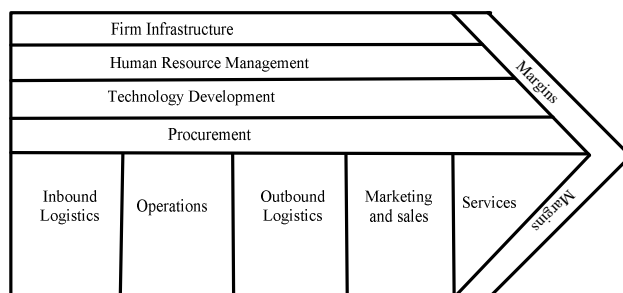 Firm Infrastructure
Human Resource Management
Technology Development
Procurement
Margins
Inbound
Logistics
Operations
Outbound
Logistics
Marketing
and sales
Services
Margins